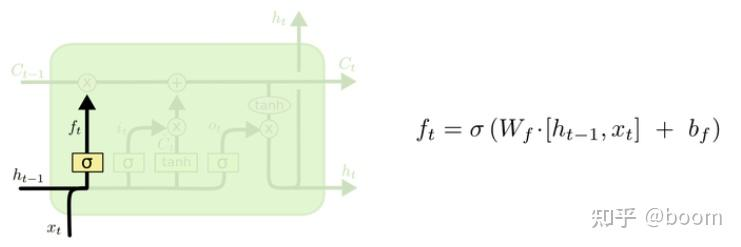 h_t
C_{t-1} × + C_t
tanh
f_t i_t C̃_t × o_t ×
σ σ tanh σ
h_{t-1} h_t
x_t
f_t = σ (W_f · [h_{t-1}, x_t] + b_f)
知乎 @boom